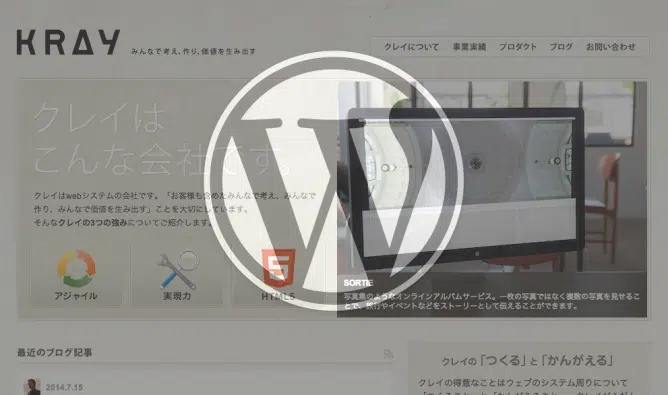 KRAY みんなで考え、作り、価値を生み出す
クレイについて 事業実績 プロダクト ブログ お問い合わせ
クレイは
こんな会社です。
クレイはwebシステムの会社です。「お客様も含めたみんなで考え、みんなで
作り、みんなで価値を生み出す」ことを大切にしています。
そんなクレイの3つの強みについてご紹介します。
アジャイル 実現力 HTML5
SORTIE
写真集のようなオンラインアルバムサービス。一枚の写真ではなく複数の写真を見せるこ
とで、旅行やイベントなどをストーリーとして伝えることができます。
最近のブログ記事
2014.7.15
クレイの「つくる」と「かんがえる」
クレイの得意なことはウェブのシステム周りについて